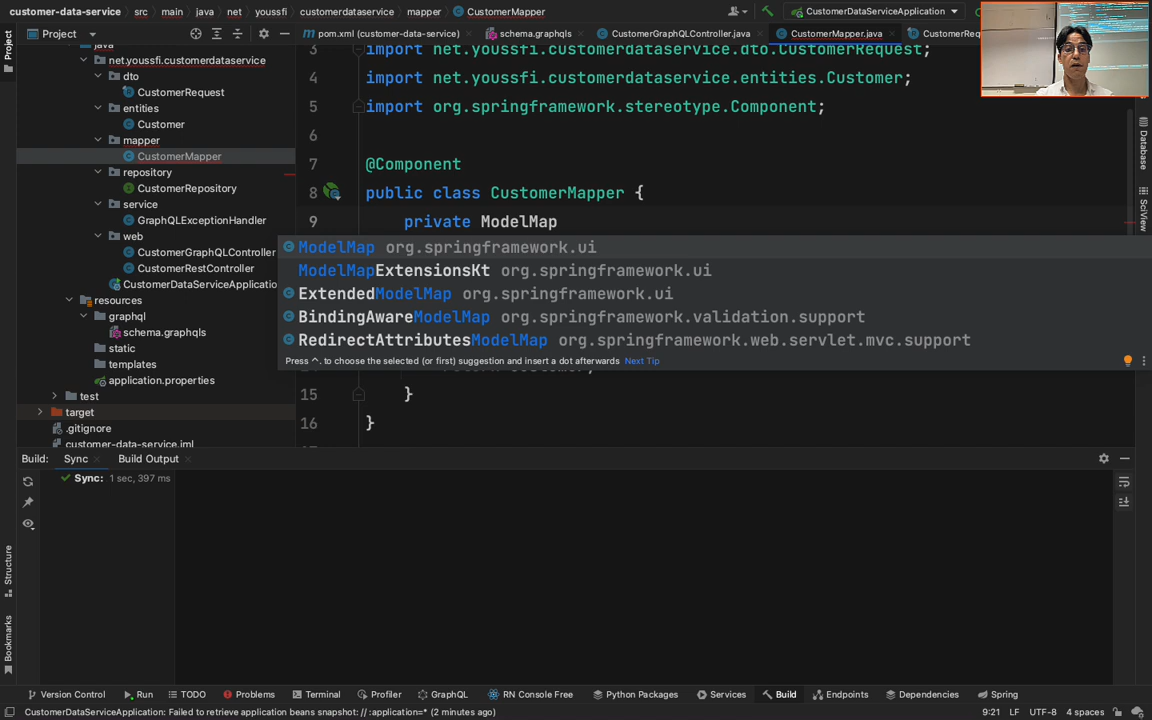 customer-data-service
src
main
java
net
youssfi
customerdataservice
mapper
CustomerMapper
CustomerDataServiceApplication
Project
pom.xml (customer-data-service)
schema.graphqls
CustomerGraphQLController.java
CustomerMapper.java
CustomerReq
Project
java
net.youssfi.customerdataservice
dto
CustomerRequest
entities
Customer
mapper
CustomerMapper
repository
CustomerRepository
service
GraphQLExceptionHandler
web
CustomerGraphQLController
CustomerRestController
CustomerDataServiceApplicatio
resources
graphql
schema.graphqls
static
templates
application.properties
test
target
.gitignore
customer-data-service.iml
3 import net.youssfi.customerdataservice.dto.CustomerRequest;
4 import net.youssfi.customerdataservice.entities.Customer;
5 import org.springframework.stereotype.Component;
6
7 @Component
8 public class CustomerMapper {
9 private ModelMap
ModelMap org.springframework.ui
ModelMapExtensionsKt org.springframework.ui
ExtendedModelMap org.springframework.ui
BindingAwareModelMap org.springframework.validation.support
RedirectAttributesModelMap org.springframework.web.servlet.mvc.support
Press ^. to choose the selected (or first) suggestion and insert a dot afterwards Next Tip
15 }
16 }
Database
SciView
Structure
Bookmarks
Build: Sync Build Output
Sync: 1 sec, 397 ms
Version Control Run TODO Problems Terminal Profiler GraphQL RN Console Free Python Packages Services Build Endpoints Dependencies Spring
CustomerDataServiceApplication: Failed to retrieve application beans snapshot: // :application=* (2 minutes ago)
9:21 LF UTF-8 4 spaces